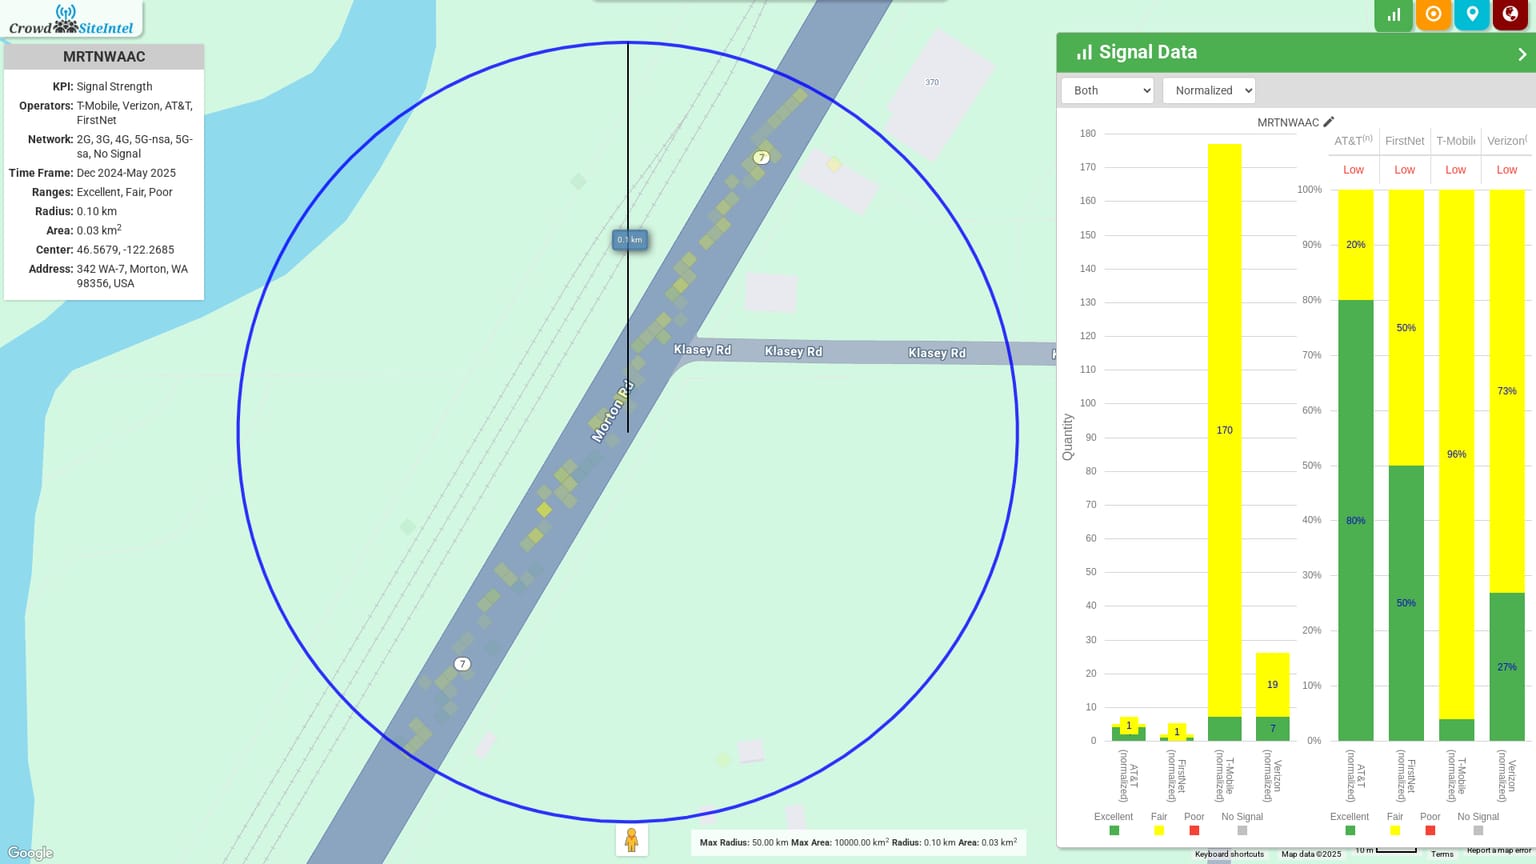 Crowd SiteIntel
MRTNWAAC
KPI: Signal Strength
Operators: T-Mobile, Verizon, AT&T,
FirstNet
Network: 2G, 3G, 4G, 5G-nsa, 5G-
sa, No Signal
Time Frame: Dec 2024-May 2025
Ranges: Excellent, Fair, Poor
Radius: 0.10 km
Area: 0.03 km²
Center: 46.5679, -122.2685
Address: 342 WA-7, Morton, WA
98356, USA
370
7
0.1 km
Klasey Rd Klasey Rd Klasey Rd
Morton Rd
7
Google
Max Radius: 50.00 km Max Area: 10000.00 km² Radius: 0.10 km Area: 0.03 km²
Signal Data
Both Normalized
MRTNWAAC
Quantity
180
170
160
150
140
130
120
110
100
90
80
70
60
50
40
30
20
10
0
1
1
170
19
7
AT&T (normalized)
FirstNet (normalized)
T-Mobile (normalized)
Verizon (normalized)
Excellent Fair Poor No Signal
AT&T(n) FirstNet T-Mobile Verizon(
Low Low Low Low
100%
90%
80%
70%
60%
50%
40%
30%
20%
10%
0%
20%
80%
50%
50%
96%
73%
27%
AT&T (normalized)
FirstNet (normalized)
T-Mobile (normalized)
Verizon (normalized)
Excellent Fair Poor No Signal
Keyboard shortcuts Map data ©2025 10 m Terms Report a map error